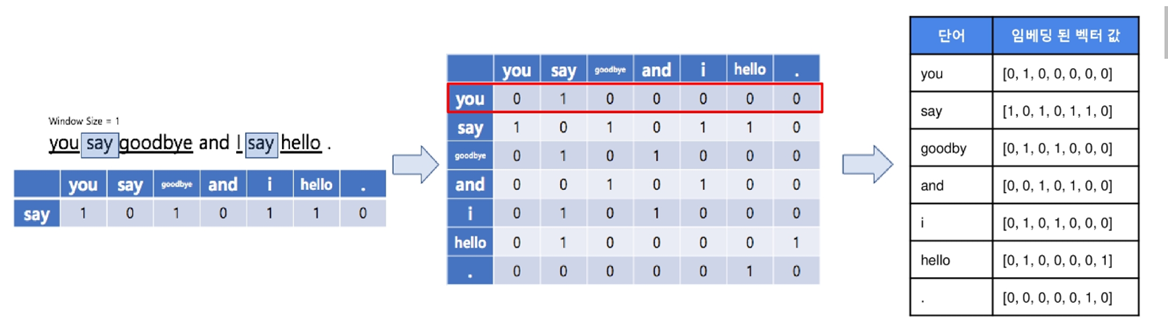 Window Size = 1
you say goodbye and I say hello .
you say goodbye and i hello .
say 1 0 1 0 1 1 0
you say goodbye and i hello .
you 0 1 0 0 0 0 0
say 1 0 1 0 1 1 0
goodbye 0 1 0 1 0 0 0
and 0 0 1 0 1 0 0
i 0 1 0 1 0 0 0
hello 0 1 0 0 0 0 1
. 0 0 0 0 0 1 0
단어 임베딩 된 벡터 값
you [0, 1, 0, 0, 0, 0, 0]
say [1, 0, 1, 0, 1, 1, 0]
goodby [0, 1, 0, 1, 0, 0, 0]
and [0, 0, 1, 0, 1, 0, 0]
i [0, 1, 0, 1, 0, 0, 0]
hello [0, 1, 0, 0, 0, 0, 1]
. [0, 0, 0, 0, 0, 1, 0]